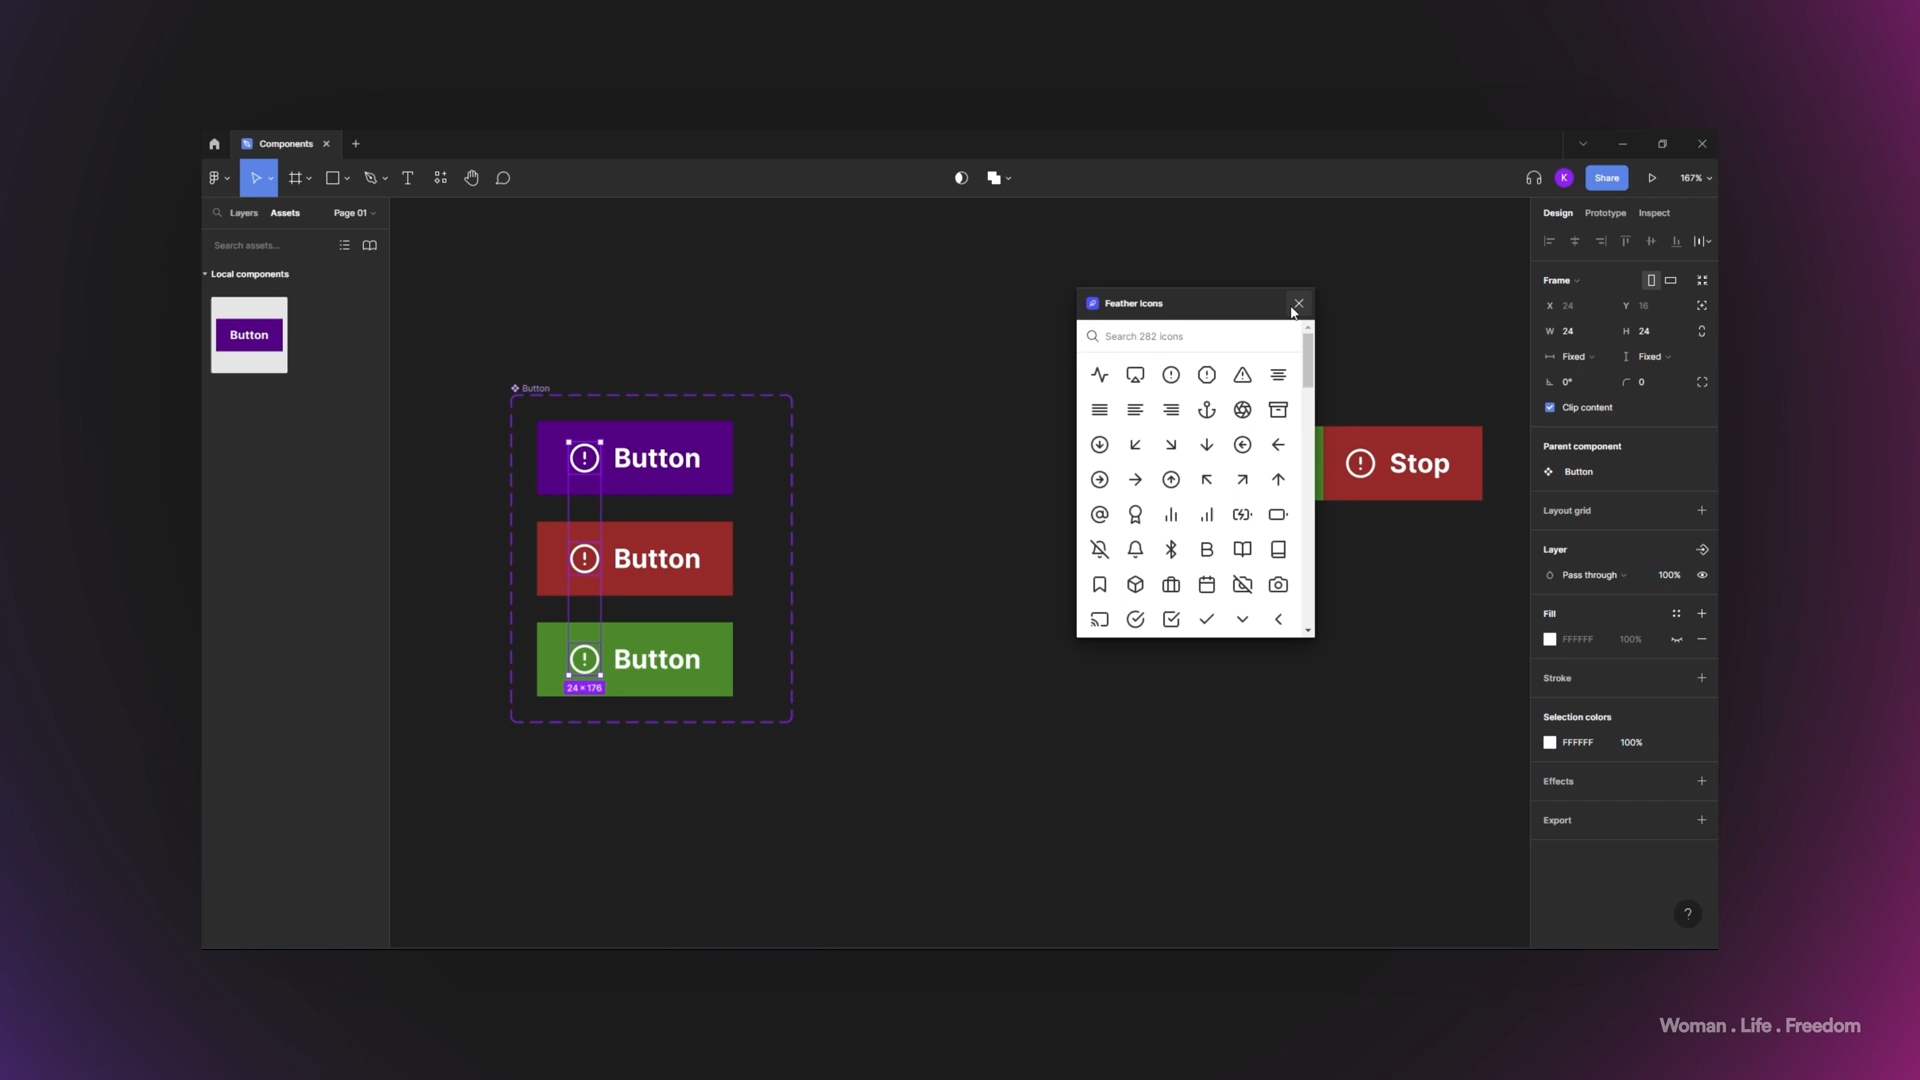 Components
K
Share
167%
Layers
Assets
Page 01
Search assets...
Local components
Button
Button
Button
Button
Button
24 × 176
Feather Icons
Search 282 icons
Stop
Design
Prototype
Inspect
Frame
X 24
Y 16
W 24
H 24
Fixed
Fixed
0°
0
Clip content
Parent component
Button
Layout grid
Layer
Pass through
100%
Fill
FFFFFF
100%
Stroke
Selection colors
FFFFFF
100%
Effects
Export
?
Woman . Life . Freedom